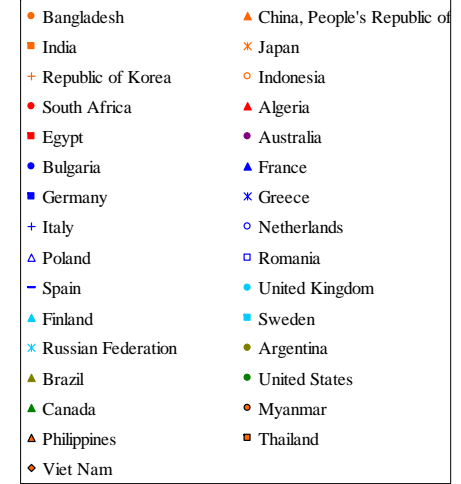 Bangladesh China, People's Republic of
India Japan
Republic of Korea Indonesia
South Africa Algeria
Egypt Australia
Bulgaria France
Germany Greece
Italy Netherlands
Poland Romania
Spain United Kingdom
Finland Sweden
Russian Federation Argentina
Brazil United States
Canada Myanmar
Philippines Thailand
Viet Nam